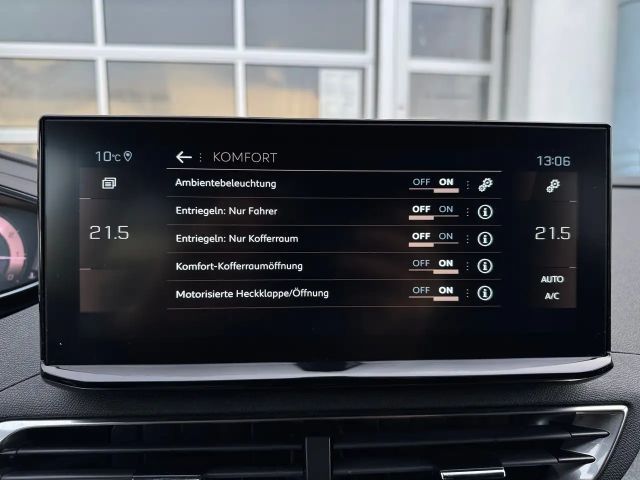 10°C
KOMFORT
13:06
Ambientebeleuchtung OFF ON
Entriegeln: Nur Fahrer OFF ON
21.5
21.5
Entriegeln: Nur Kofferraum OFF ON
Komfort-Kofferraumöffnung OFF ON
AUTO
Motorisierte Heckklappe/Öffnung OFF ON
A/C